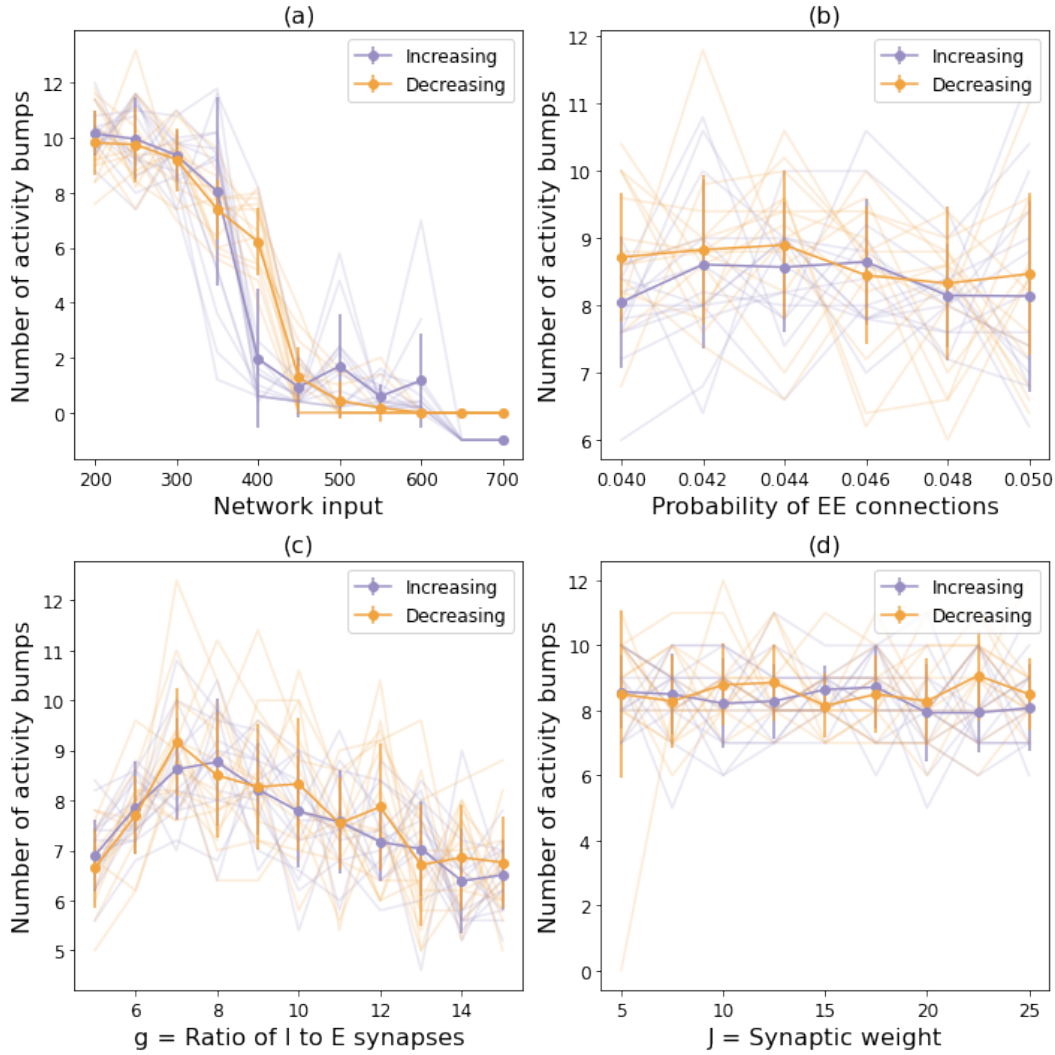 (a)
Increasing
Decreasing
Number of activity bumps
12
10
8
6
4
2
0
200
300
400
500
600
700
Network input
(b)
Increasing
Decreasing
Number of activity bumps
12
11
10
9
8
7
6
0.040
0.042
0.044
0.046
0.048
0.050
Probability of EE connections
(c)
Increasing
Decreasing
Number of activity bumps
12
11
10
9
8
7
6
5
6
8
10
12
14
g = Ratio of I to E synapses
(d)
Increasing
Decreasing
Number of activity bumps
12
10
8
6
4
2
0
5
10
15
20
25
J = Synaptic weight